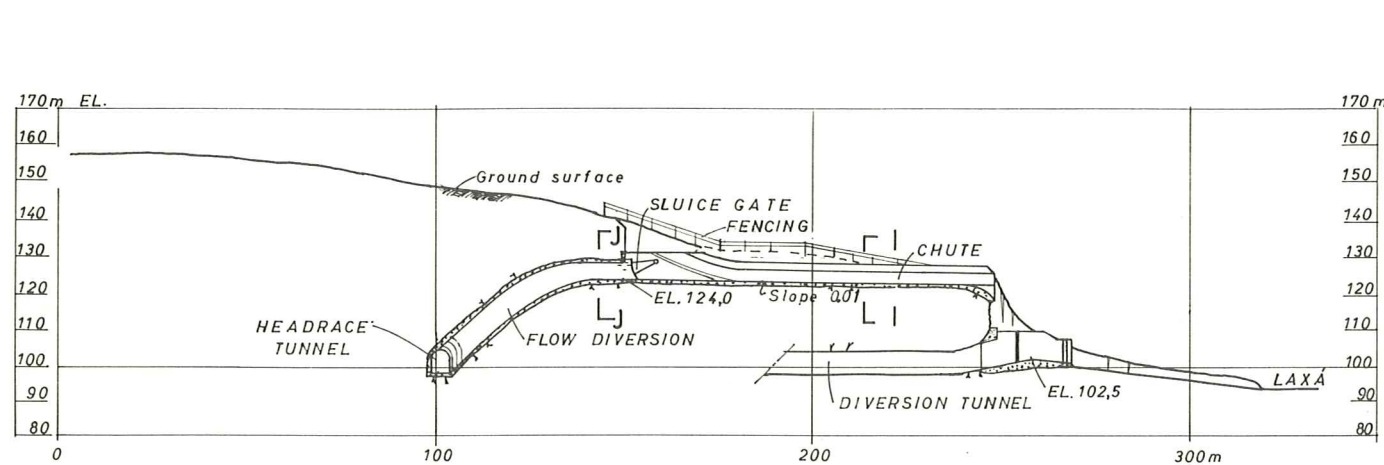 170 m EL.
170 m
160
160
150
150
Ground surface
140
140
SLUICE GATE
FENCING
J
I
130
130
CHUTE
120
120
EL. 124,0
Slope 0,01
J
I
110
110
HEADRACE
TUNNEL
FLOW DIVERSION
100
100
LAXÁ
EL. 102,5
90
90
DIVERSION TUNNEL
80
80
0
100
200
300 m